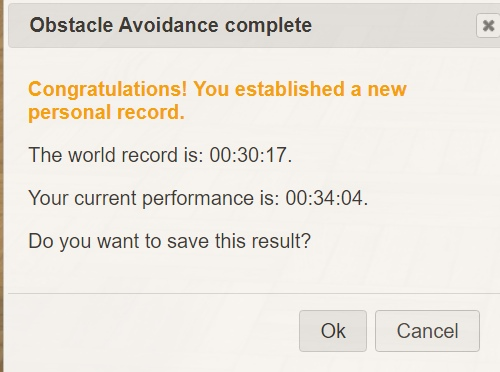 Obstacle Avoidance complete
Congratulations! You established a new
personal record.
The world record is: 00:30:17.
Your current performance is: 00:34:04.
Do you want to save this result?
Ok Cancel